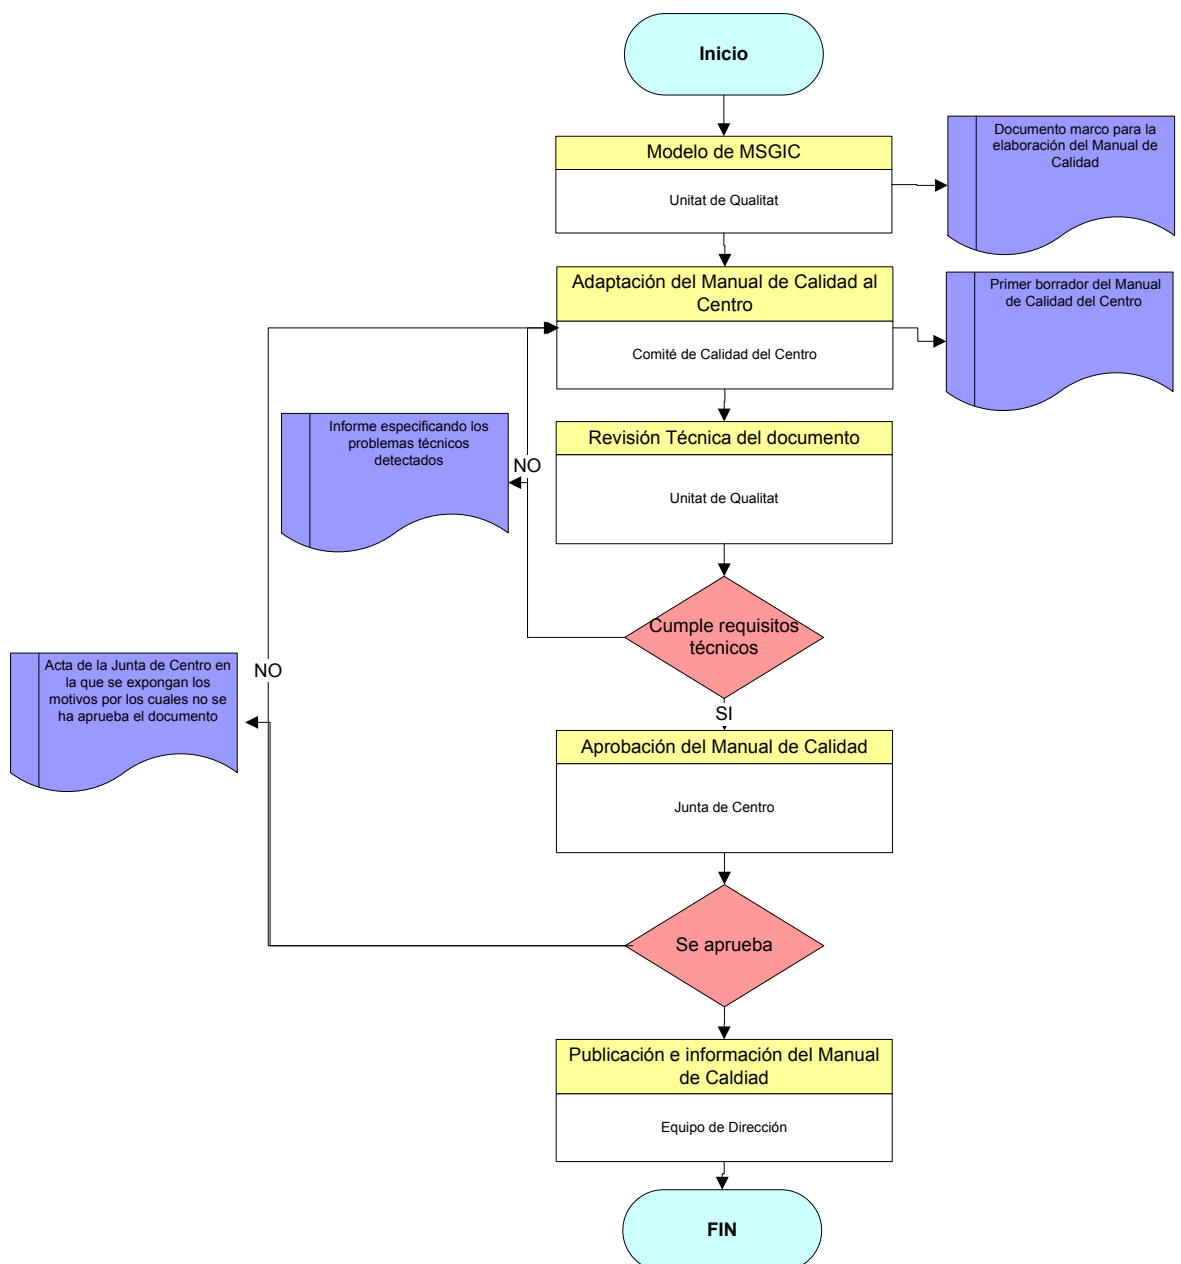 Inicio
Modelo de MSGIC
Unitat de Qualitat
Documento marco para la
elaboración del Manual de
Calidad
Adaptación del Manual de Calidad al
Centro
Comité de Calidad del Centro
Primer borrador del Manual
de Calidad del Centro
Informe especificando los
problemas técnicos
detectados
NO
Revisión Técnica del documento
Unitat de Qualitat
Cumple requisitos
técnicos
Acta de la Junta de Centro en
la que se expongan los
motivos por los cuales no se
ha aprueba el documento
NO
SI
Aprobación del Manual de Calidad
Junta de Centro
Se aprueba
Publicación e información del Manual
de Caldiad
Equipo de Dirección
FIN